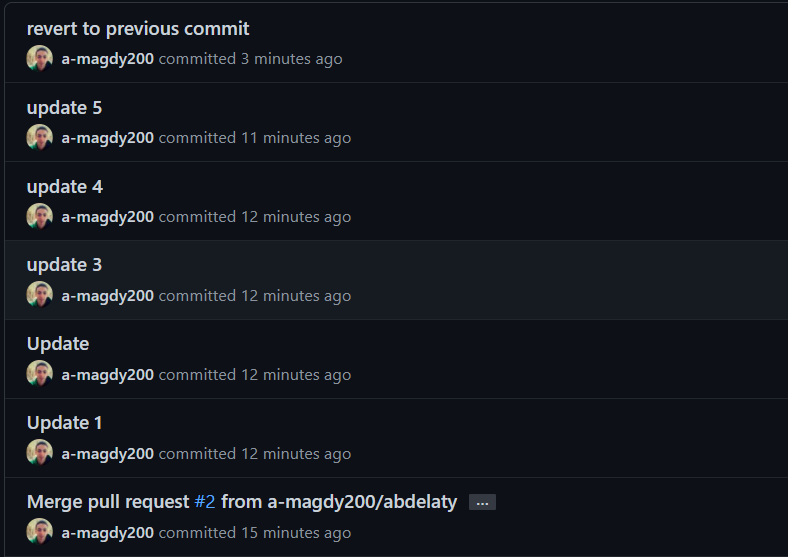 revert to previous commit
a-magdy200 committed 3 minutes ago
update 5
a-magdy200 committed 11 minutes ago
update 4
a-magdy200 committed 12 minutes ago
update 3
a-magdy200 committed 12 minutes ago
Update
a-magdy200 committed 12 minutes ago
Update 1
a-magdy200 committed 12 minutes ago
Merge pull request #2 from a-magdy200/abdelaty ...
a-magdy200 committed 15 minutes ago